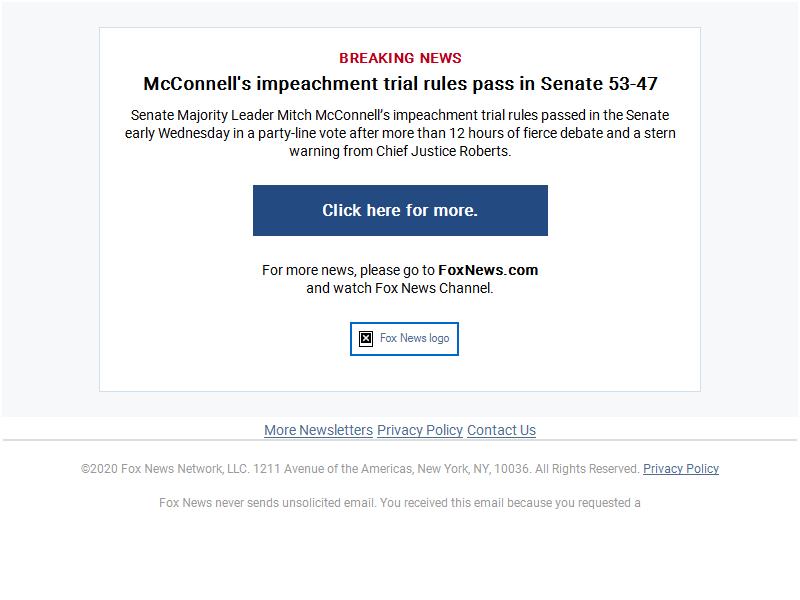 BREAKING NEWS
McConnell's impeachment trial rules pass in Senate 53-47
Senate Majority Leader Mitch McConnell’s impeachment trial rules passed in the Senate
early Wednesday in a party-line vote after more than 12 hours of fierce debate and a stern
warning from Chief Justice Roberts.
Click here for more.
For more news, please go to FoxNews.com
and watch Fox News Channel.
Fox News logo
More Newsletters Privacy Policy Contact Us
©2020 Fox News Network, LLC. 1211 Avenue of the Americas, New York, NY, 10036. All Rights Reserved. Privacy Policy
Fox News never sends unsolicited email. You received this email because you requested a